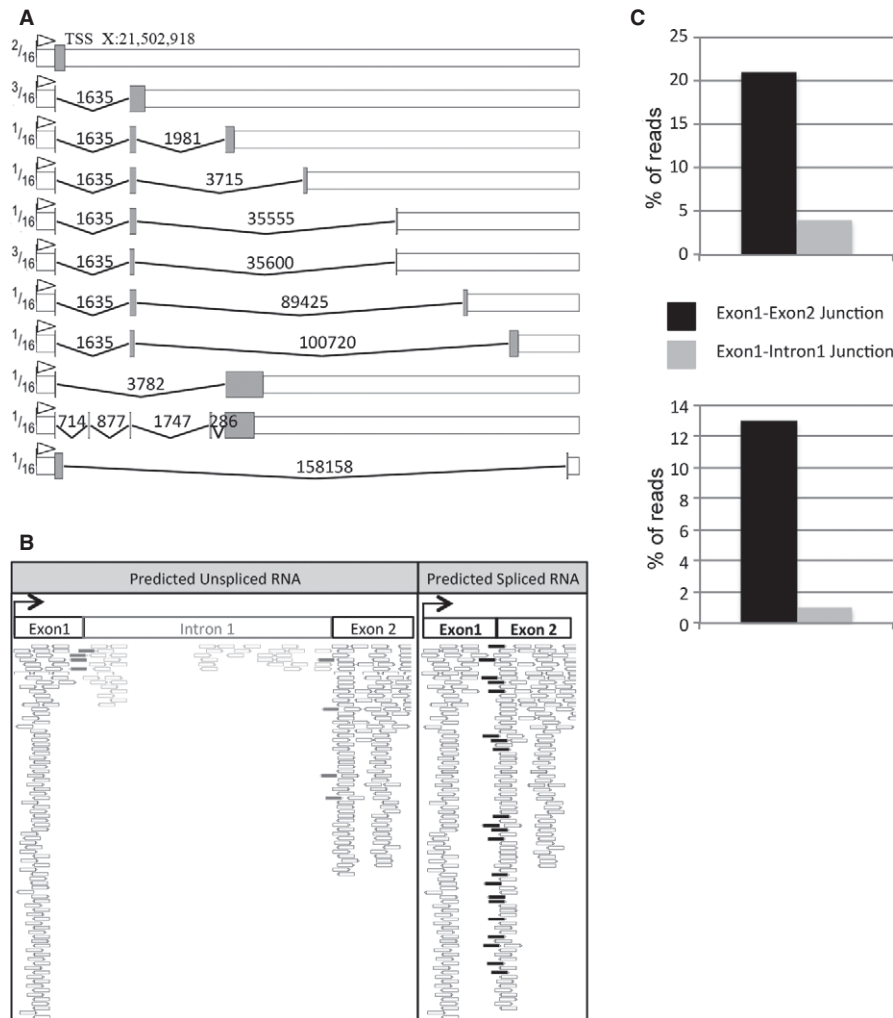 A
2/16 TSS X:21,502,918
3/16 1635
1/16 1635 1981
1/16 1635 3715
1/16 1635 35555
3/16 1635 35600
1/16 1635 89425
1/16 1635 100720
1/16 3782
1/16 714 877 1747 286
1/16 158158
B
Predicted Unspliced RNA Predicted Spliced RNA
Exon1 Intron 1 Exon 2 Exon1 Exon 2
C
% of reads
25
20
15
10
5
0
Exon1-Exon2 Junction
Exon1-Intron1 Junction
% of reads
14
12
10
8
6
4
2
0